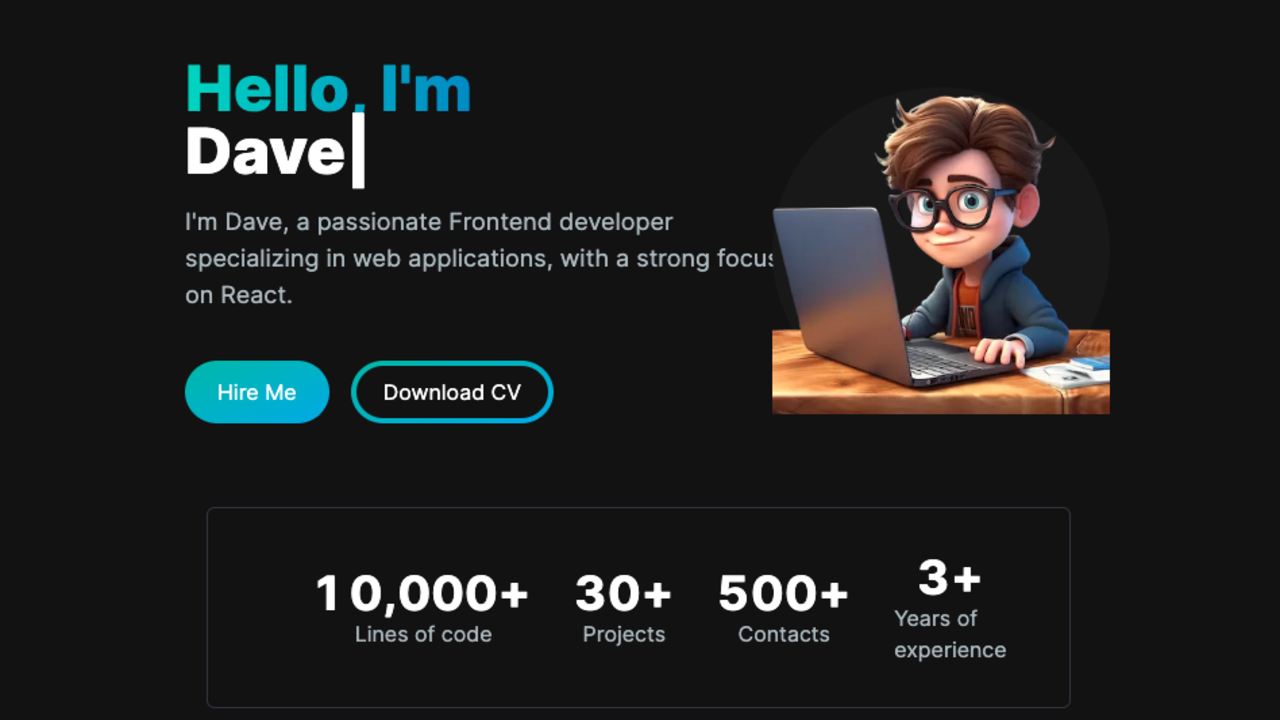 Hello, I'm
Dave
I'm Dave, a passionate Frontend developer
specializing in web applications, with a strong focus
on React.
Hire Me
Download CV
10,000+
Lines of code
30+
Projects
500+
Contacts
3+
Years of
experience